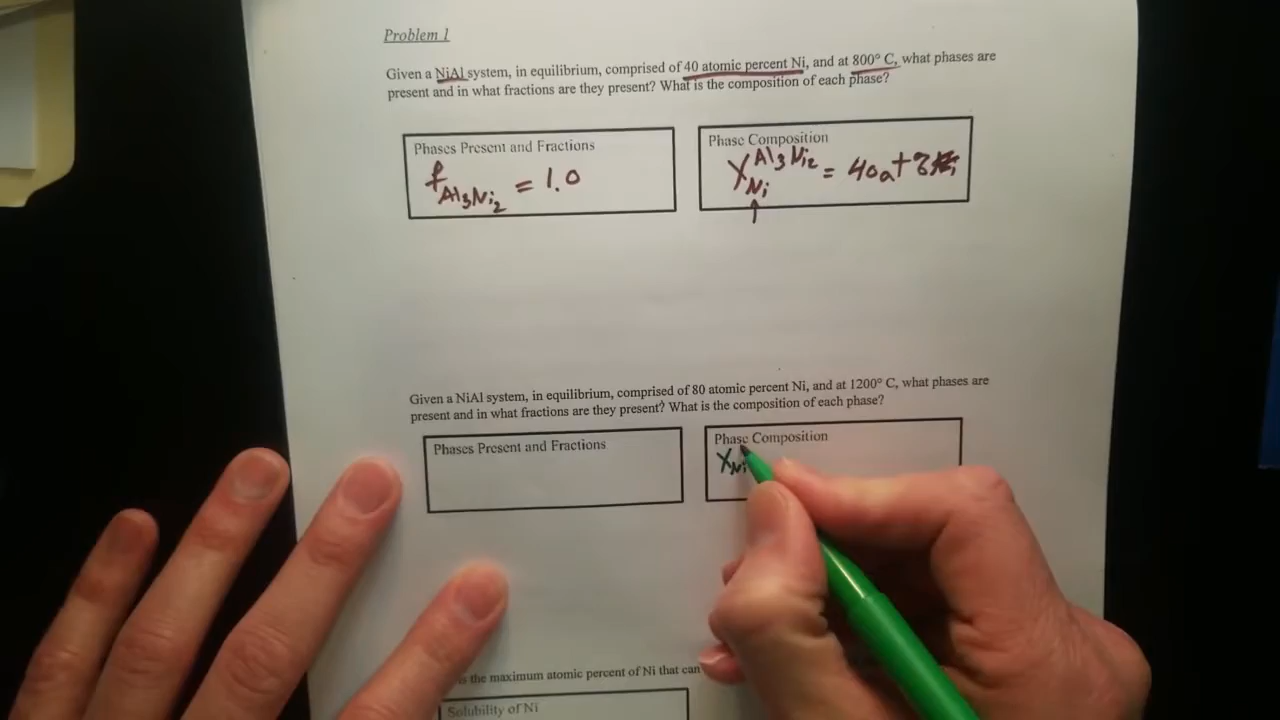 Problem 1
Given a NiAl system, in equilibrium, comprised of 40 atomic percent Ni, and at 800° C, what phases are
present and in what fractions are they present? What is the composition of each phase?
Phases Present and Fractions
f Al3Ni2 = 1.0
Phase Composition
X Ni Al3Ni2 = 40at%
Given a NiAl system, in equilibrium, comprised of 80 atomic percent Ni, and at 1200° C, what phases are
present and in what fractions are they present? What is the composition of each phase?
Phases Present and Fractions
Phase Composition
XNi
is the maximum atomic percent of Ni that can
Solubility of Ni